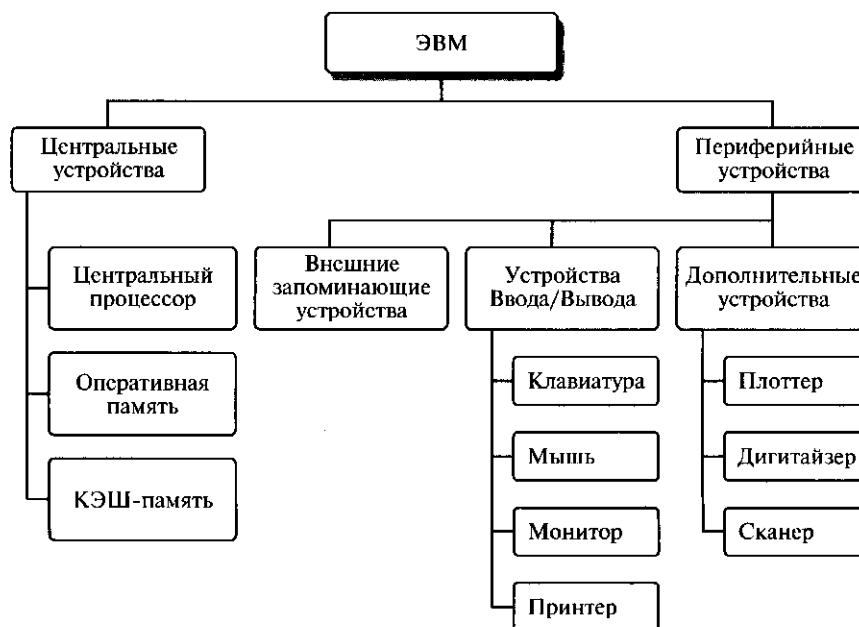 ЭВМ
Центральные
устройства
Периферийные
устройства
Центральный
процессор
Оперативная
память
КЭШ-память
Внешние
запоминающие
устройства
Устройства
Ввода/Вывода
Клавиатура
Мышь
Монитор
Принтер
Дополнительные
устройства
Плоттер
Дигитайзер
Сканер